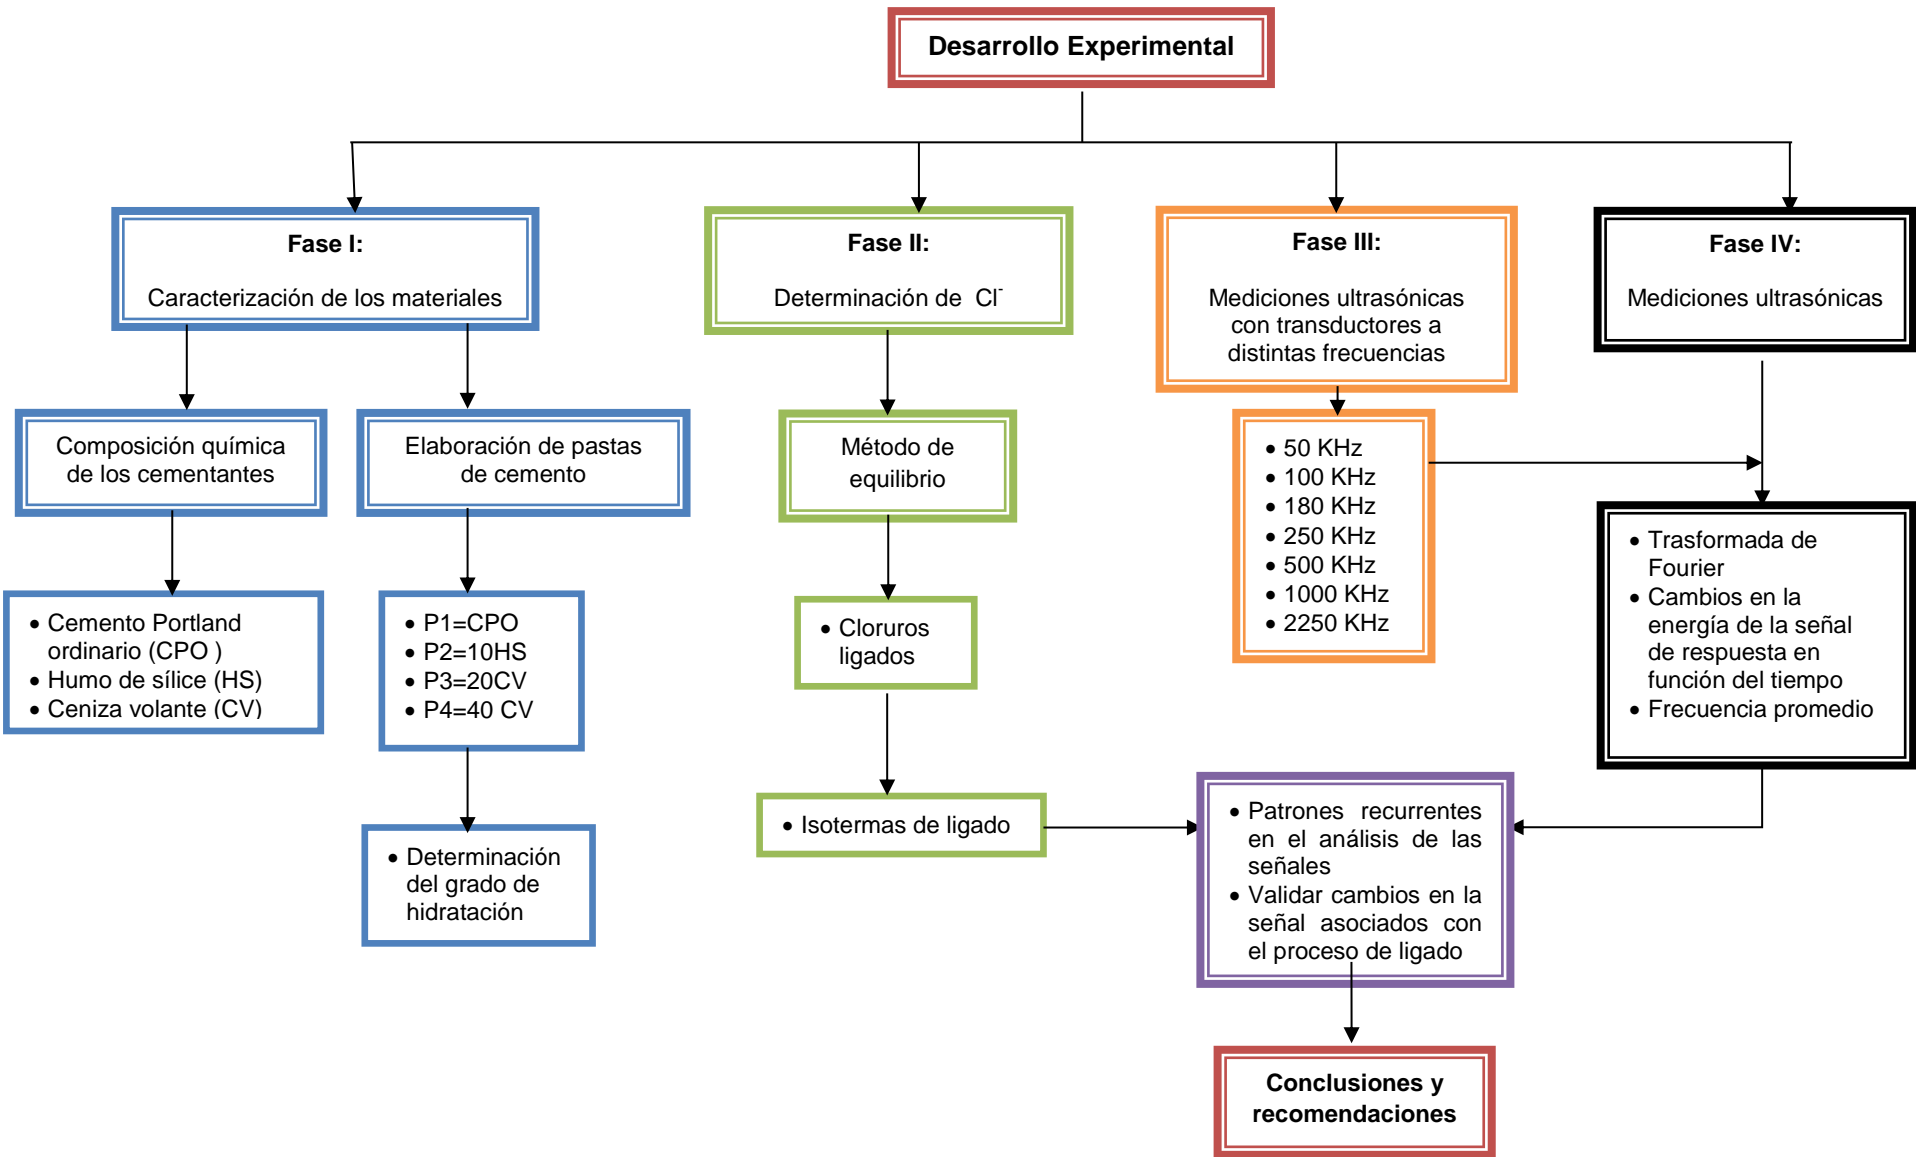 Desarrollo Experimental
Fase I:
Caracterización de los materiales
Fase II:
Determinación de Cl⁻
Fase III:
Mediciones ultrasónicas
con transductores a
distintas frecuencias
Fase IV:
Mediciones ultrasónicas
Composición química
de los cementantes
Elaboración de pastas
de cemento
Método de
equilibrio
• 50 KHz
• 100 KHz
• 180 KHz
• 250 KHz
• 500 KHz
• 1000 KHz
• 2250 KHz
• Trasformada de
Fourier
• Cambios en la
energía de la señal
de respuesta en
función del tiempo
• Frecuencia promedio
• Cemento Portland
ordinario (CPO )
• Humo de sílice (HS)
• Ceniza volante (CV)
• P1=CPO
• P2=10HS
• P3=20CV
• P4=40 CV
• Cloruros
ligados
• Determinación
del grado de
hidratación
• Isotermas de ligado
• Patrones recurrentes
en el análisis de las
señales
• Validar cambios en la
señal asociados con
el proceso de ligado
Conclusiones y
recomendaciones